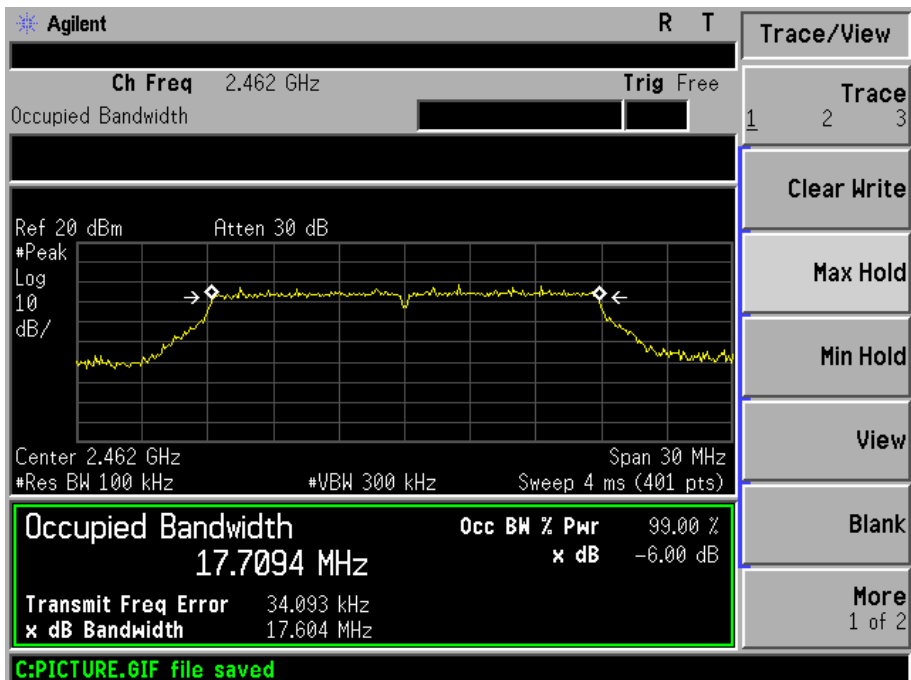 Agilent R T
Ch Freq 2.462 GHz Trig Free
Occupied Bandwidth
Ref 20 dBm Atten 30 dB
#Peak
Log
10
dB/
Center 2.462 GHz Span 30 MHz
#Res BW 100 kHz #VBW 300 kHz Sweep 4 ms (401 pts)
Occupied Bandwidth
17.7094 MHz
Occ BW % Pwr 99.00 %
x dB -6.00 dB
Transmit Freq Error 34.093 kHz
x dB Bandwidth 17.604 MHz
C:PICTURE.GIF file saved
Trace/View
Trace
1 2 3
Clear Write
Max Hold
Min Hold
View
Blank
More
1 of 2